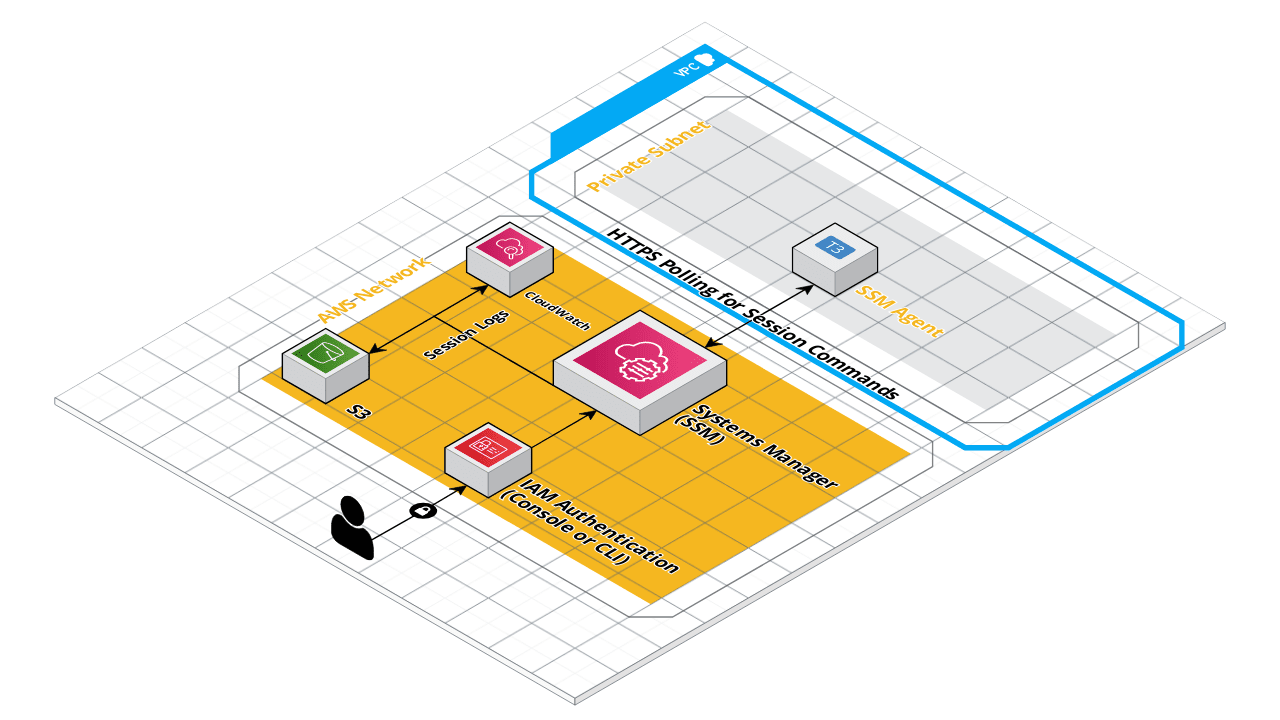 VPC
Private Subnet
T3
SSM Agent
HTTPS Polling for Session Commands
AWS Network
CloudWatch
Session Logs
S3
Systems Manager
(SSM)
IAM Authentication
(Console or CLI)